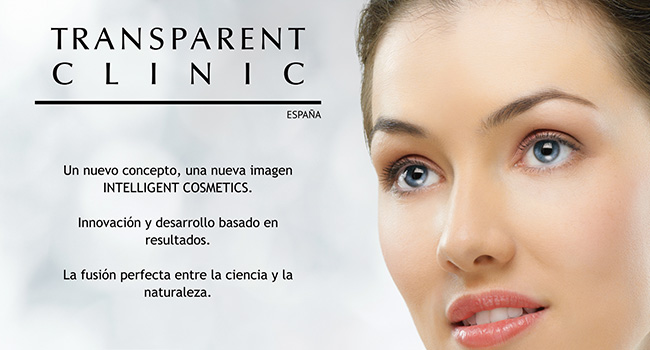 TRANSPARENT
CLINIC
ESPAÑA
Un nuevo concepto, una nueva imagen
INTELLIGENT COSMETICS.
Innovación y desarrollo basado en
resultados.
La fusión perfecta entre la ciencia y la
naturaleza.